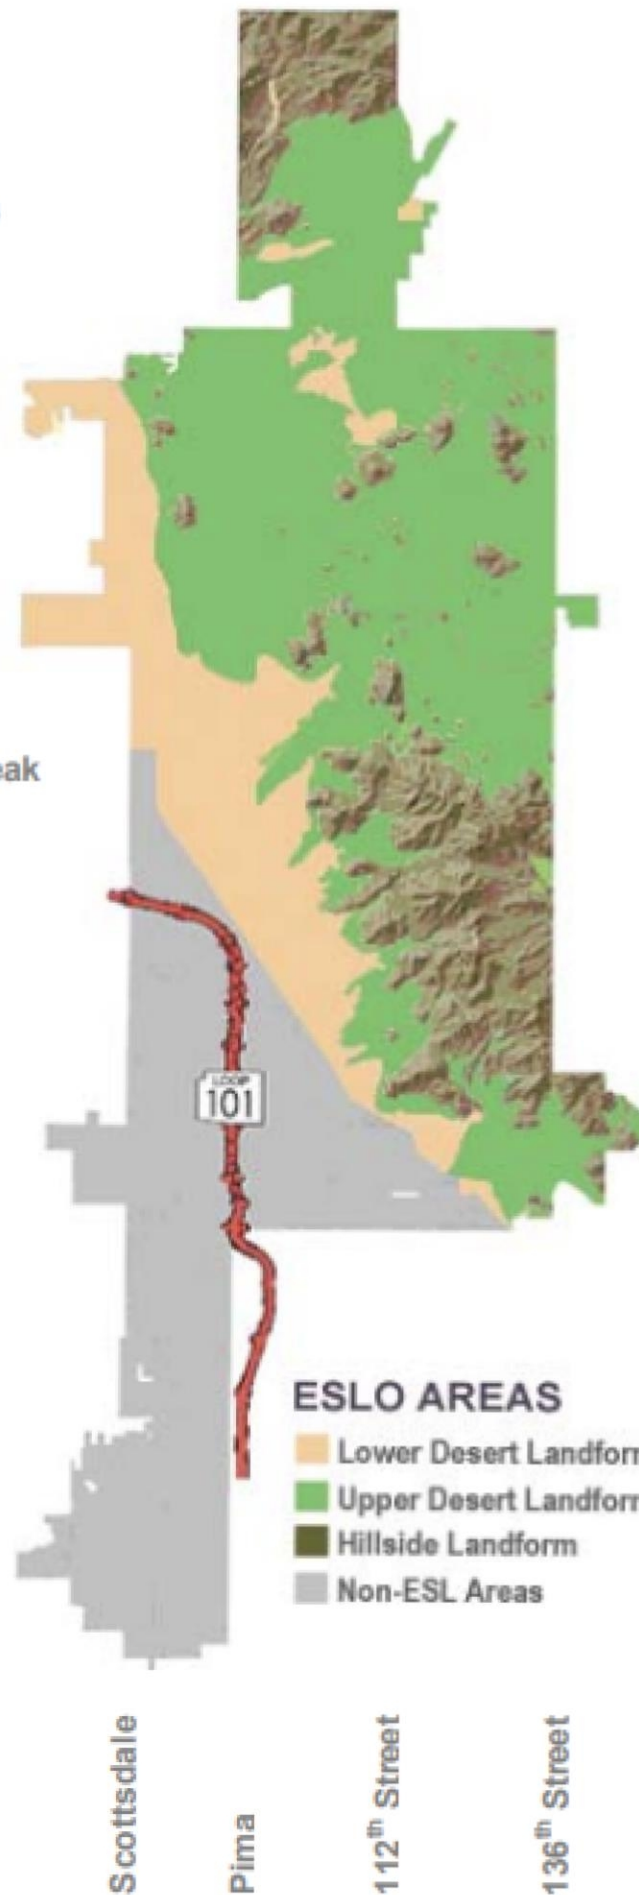 eak
LOOP
101
ESLO AREAS
Lower Desert Landform
Upper Desert Landform
Hillside Landform
Non-ESL Areas
Scottsdale
Pima
112th Street
136th Street